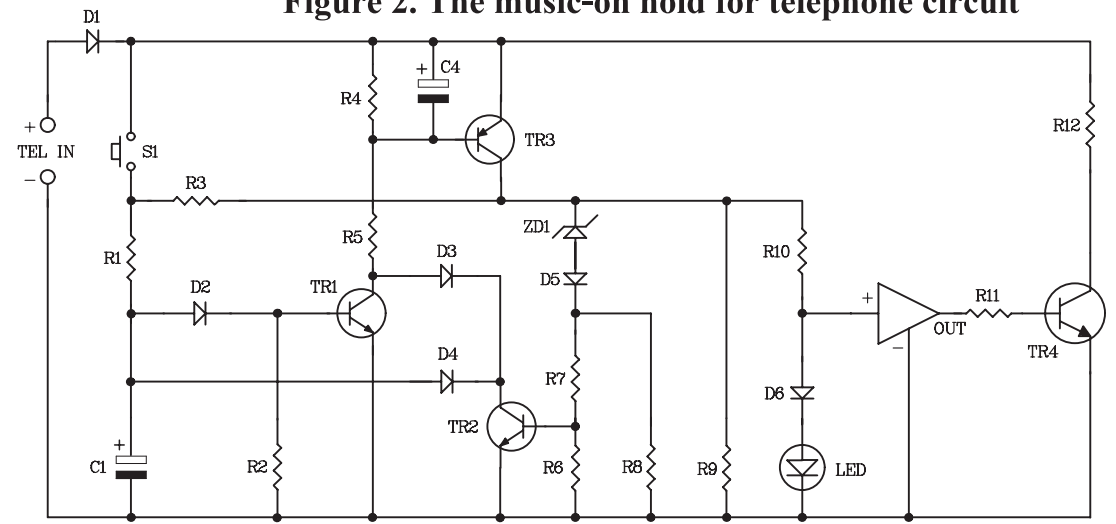 Figure 2. The music-on hold for telephone circuit
D1
+ C4
R4
+
R12
TEL IN
S1
TR3
−
R3
ZD1
R5
R1
D3
R10
D2
TR1
D5
+
R11
OUT
−
TR4
D4
R7
D6
TR2
+
C1
R2
R6
R8
R9
LED